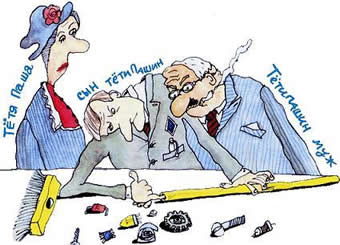 тётя паша
сын тётипашин
Тётипашин муж